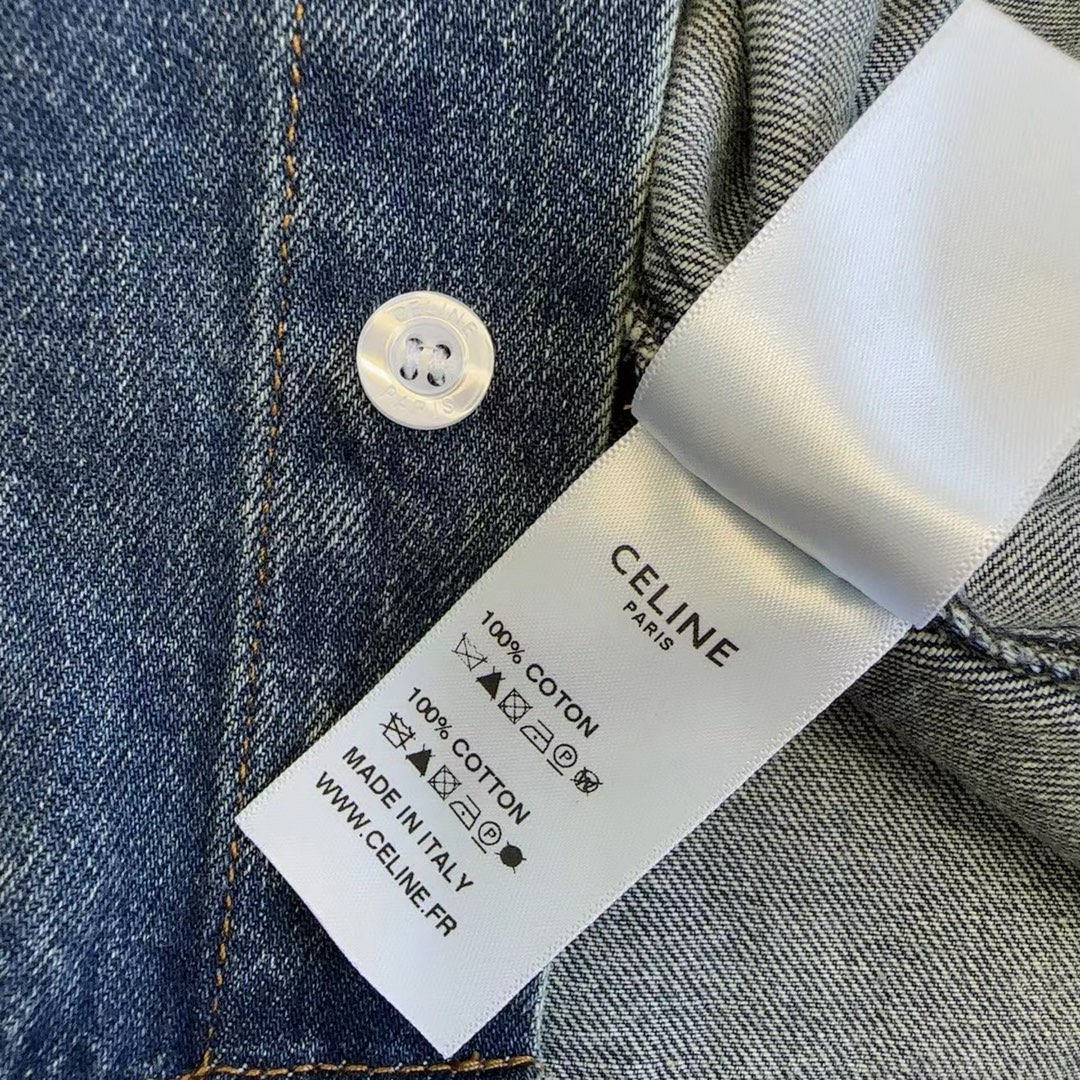 CELINE
PARIS
CELINE
PARIS
100% COTON
P W
100% COTTON
P
MADE IN ITALY
WWW.CELINE.FR